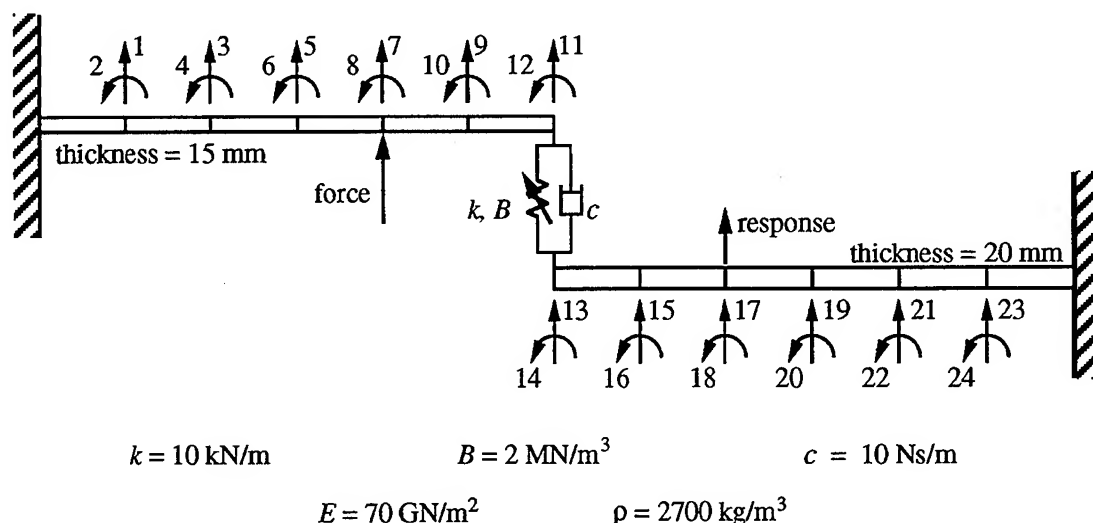 1 3 5 7 9 11
2 4 6 8 10 12
thickness = 15 mm
force
k, B c
response
thickness = 20 mm
13 15 17 19 21 23
14 16 18 20 22 24
k = 10 kN/m B = 2 MN/m³ c = 10 Ns/m
E = 70 GN/m² ρ = 2700 kg/m³